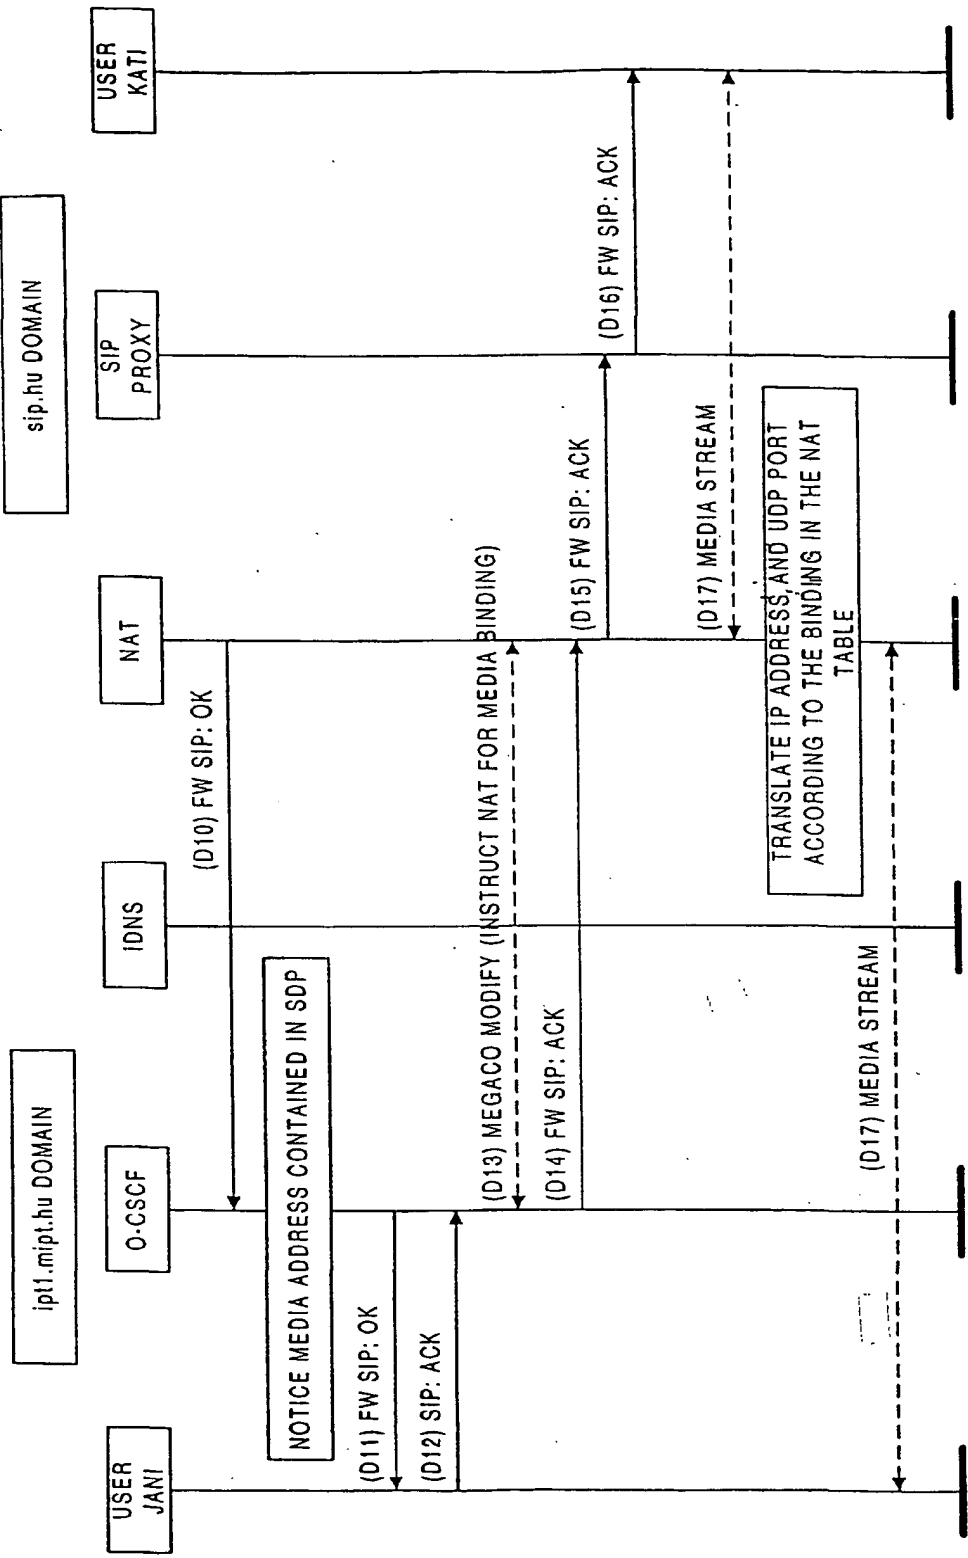 ipt1.mipt.hu DOMAIN
sip.hu DOMAIN
USER
JANI
O-CSCF
IDNS
NAT
SIP
PROXY
USER
KATI
(D10) FW SIP: OK
NOTICE MEDIA ADDRESS CONTAINED IN SDP
(D11) FW SIP: OK
(D12) SIP: ACK
(D13) MEGACO MODIFY (INSTRUCT NAT FOR MEDIA BINDING)
(D14) FW SIP: ACK
(D15) FW SIP: ACK
(D16) FW SIP: ACK
(D17) MEDIA STREAM
TRANSLATE IP ADDRESS AND UDP PORT
ACCORDING TO THE BINDING IN THE NAT
TABLE
(D17) MEDIA STREAM